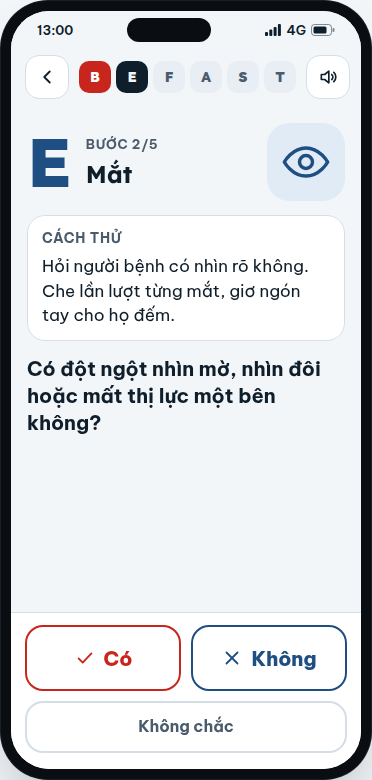 13:00
4G
B E F A S T
E
BƯỚC 2/5
Mắt
CÁCH THỬ
Hỏi người bệnh có nhìn rõ không.
Che lần lượt từng mắt, giơ ngón
tay cho họ đếm.
Có đột ngột nhìn mờ, nhìn đôi
hoặc mất thị lực một bên
không?
Có
Không
Không chắc